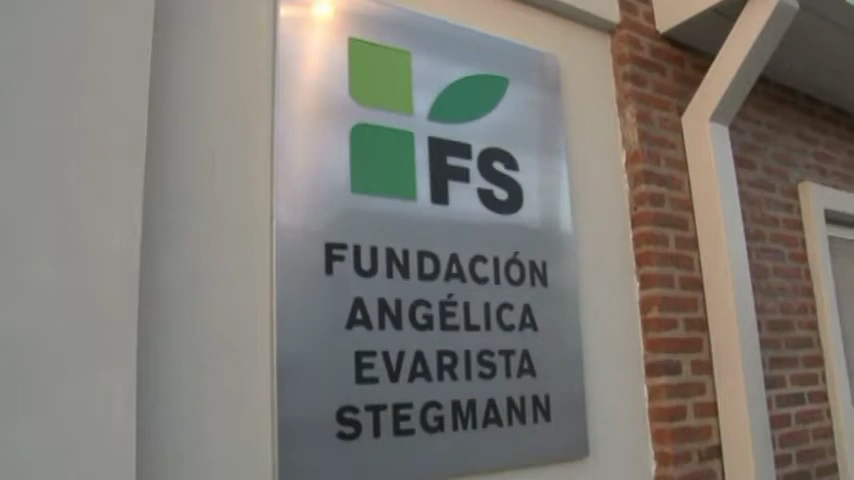 FS
FUNDACIÓN
ANGÉLICA
EVARISTA
STEGMANN